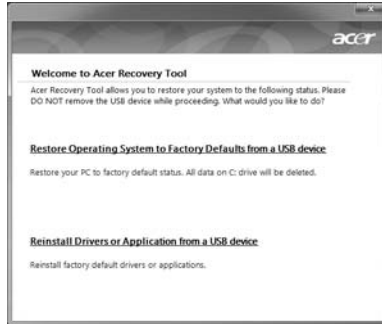 acer
Welcome to Acer Recovery Tool
Acer Recovery Tool allows you to restore your system to the following status. Please
DO NOT remove the USB device while proceeding. What would you like to do?
Restore Operating System to Factory Defaults from a USB device
Restore your PC to factory default status. All data on C: drive will be deleted.
Reinstall Drivers or Application from a USB device
Reinstall factory default drivers or applications.